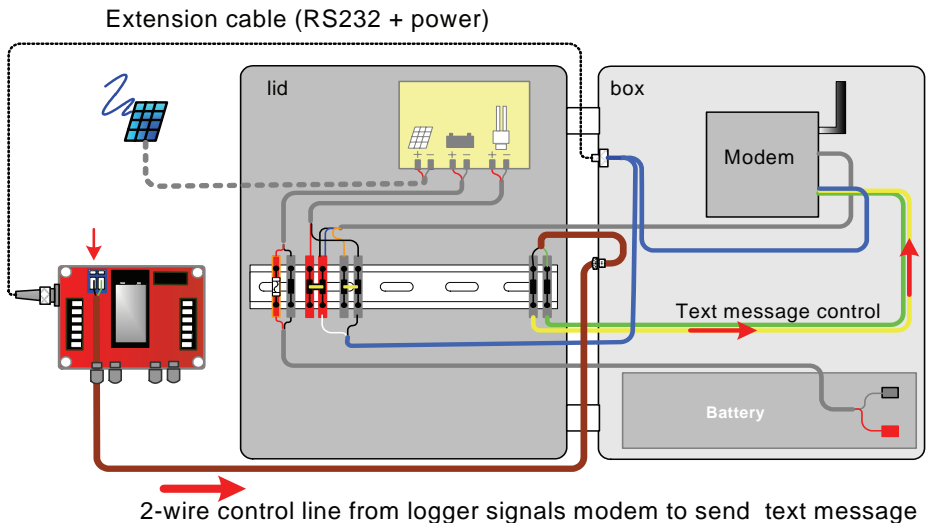 Extension cable (RS232 + power)
lid
box
+ − + − + −
Modem
Text message control
Battery
2-wire control line from logger signals modem to send text message